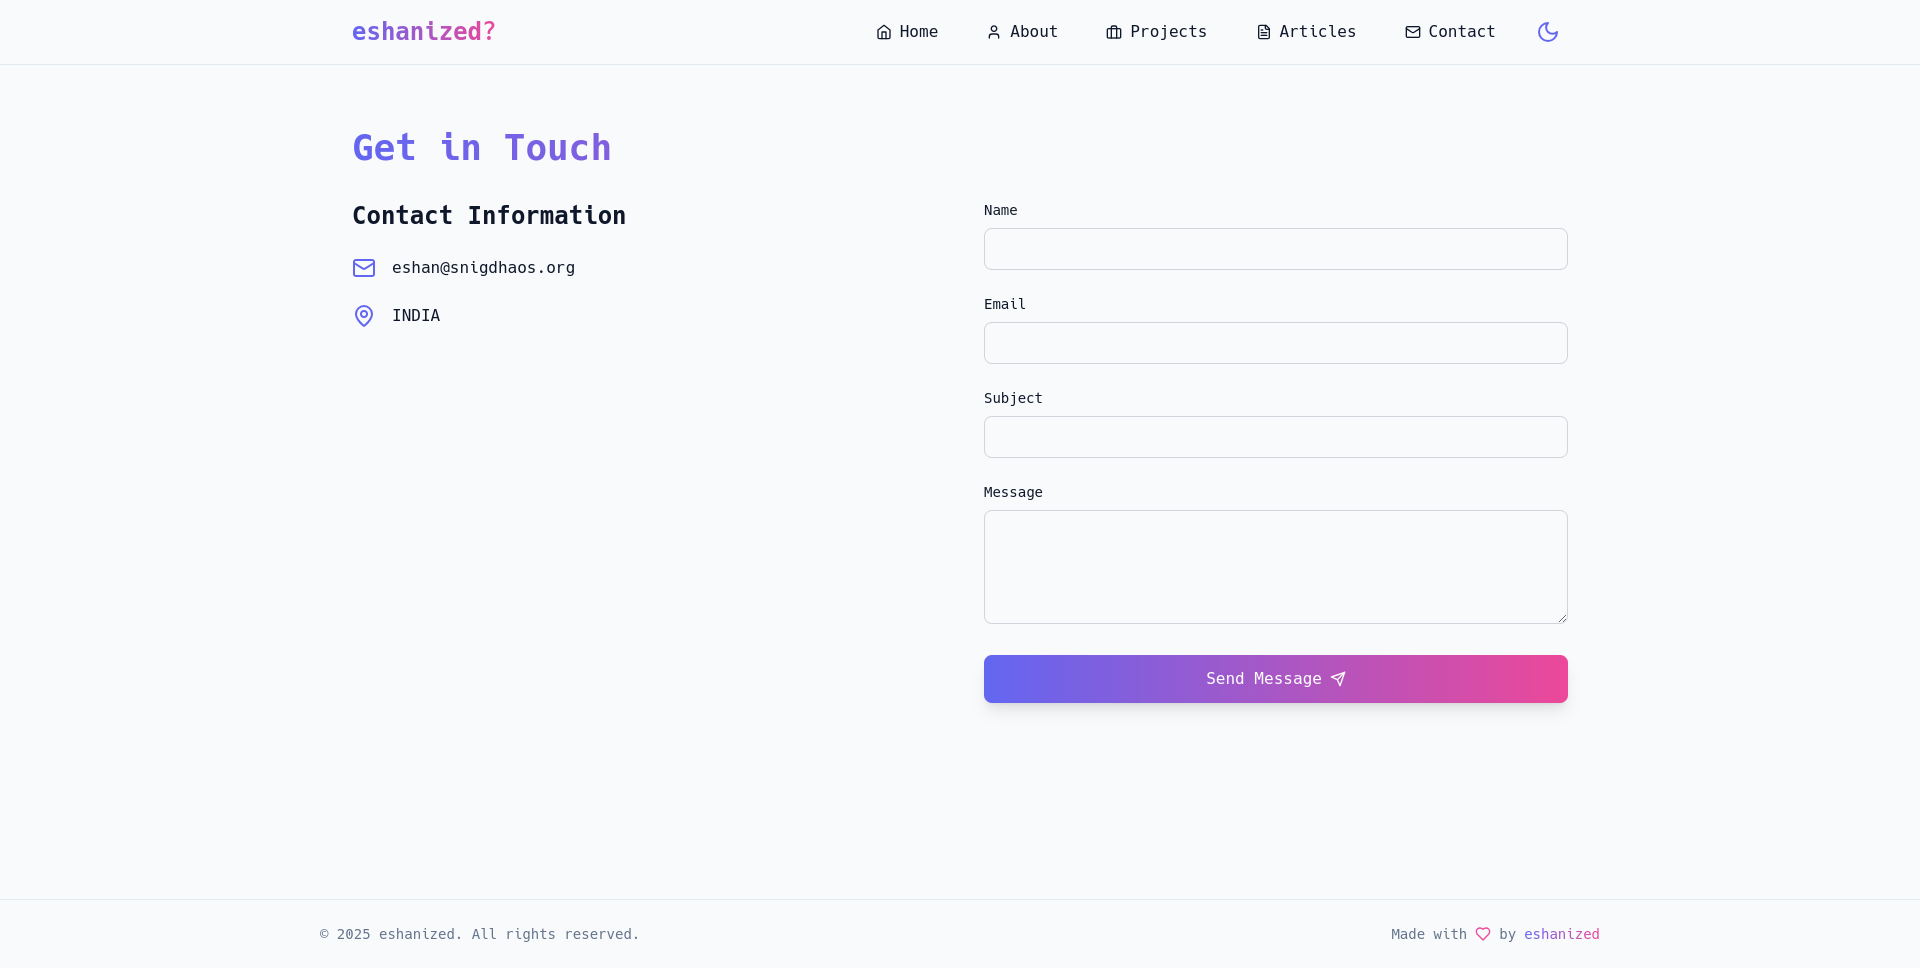 eshanized?
Home About Projects Articles Contact
Get in Touch
Contact Information
eshan@snigdhaos.org
INDIA
Name
Email
Subject
Message
Send Message
© 2025 eshanized. All rights reserved.
Made with by eshanized